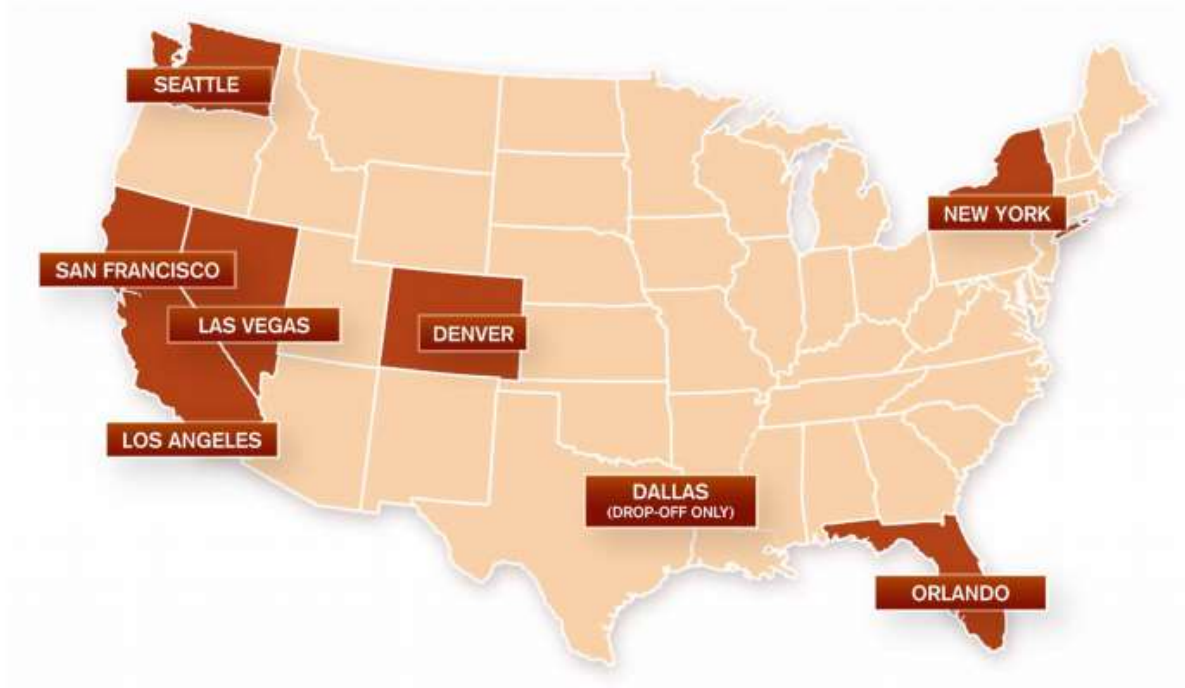 SEATTLE
NEW YORK
SAN FRANCISCO
LAS VEGAS
DENVER
LOS ANGELES
DALLAS
(DROP-OFF ONLY)
ORLANDO